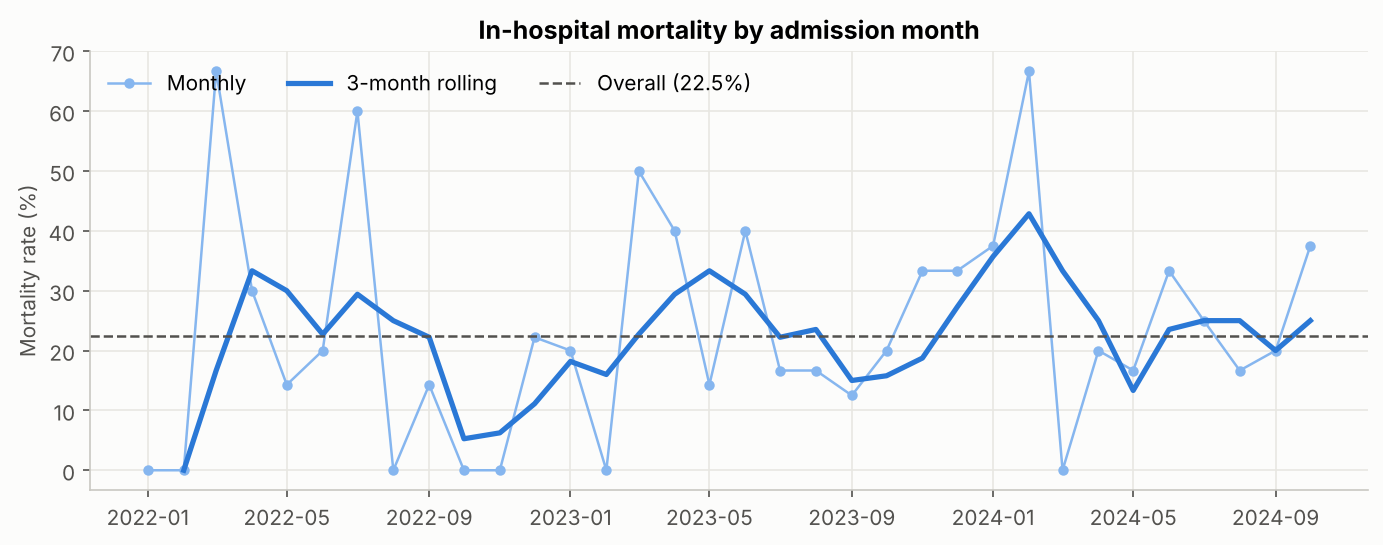 In-hospital mortality by admission month
Monthly 3-month rolling Overall (22.5%)
Mortality rate (%)
70
60
50
40
30
20
10
0
2022-01 2022-05 2022-09 2023-01 2023-05 2023-09 2024-01 2024-05 2024-09